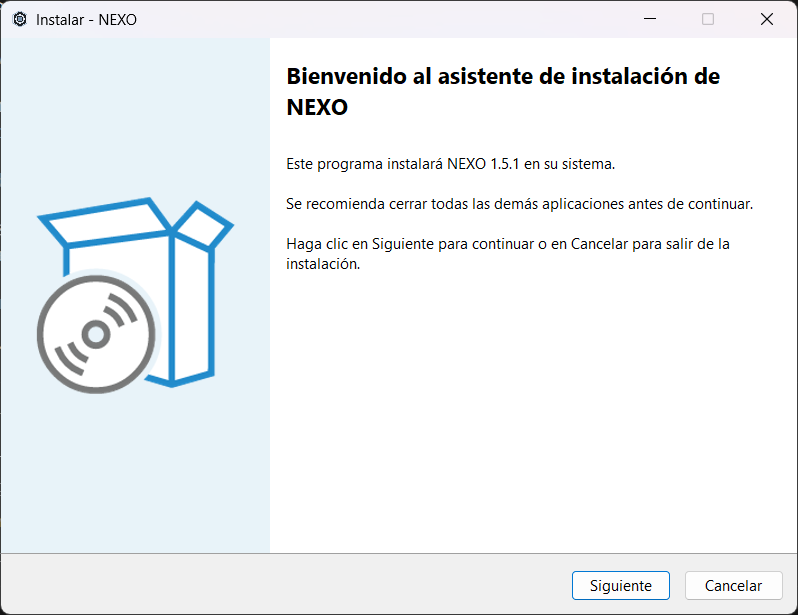 Instalar - NEXO
Bienvenido al asistente de instalación de
NEXO
Este programa instalará NEXO 1.5.1 en su sistema.
Se recomienda cerrar todas las demás aplicaciones antes de continuar.
Haga clic en Siguiente para continuar o en Cancelar para salir de la
instalación.
Siguiente
Cancelar